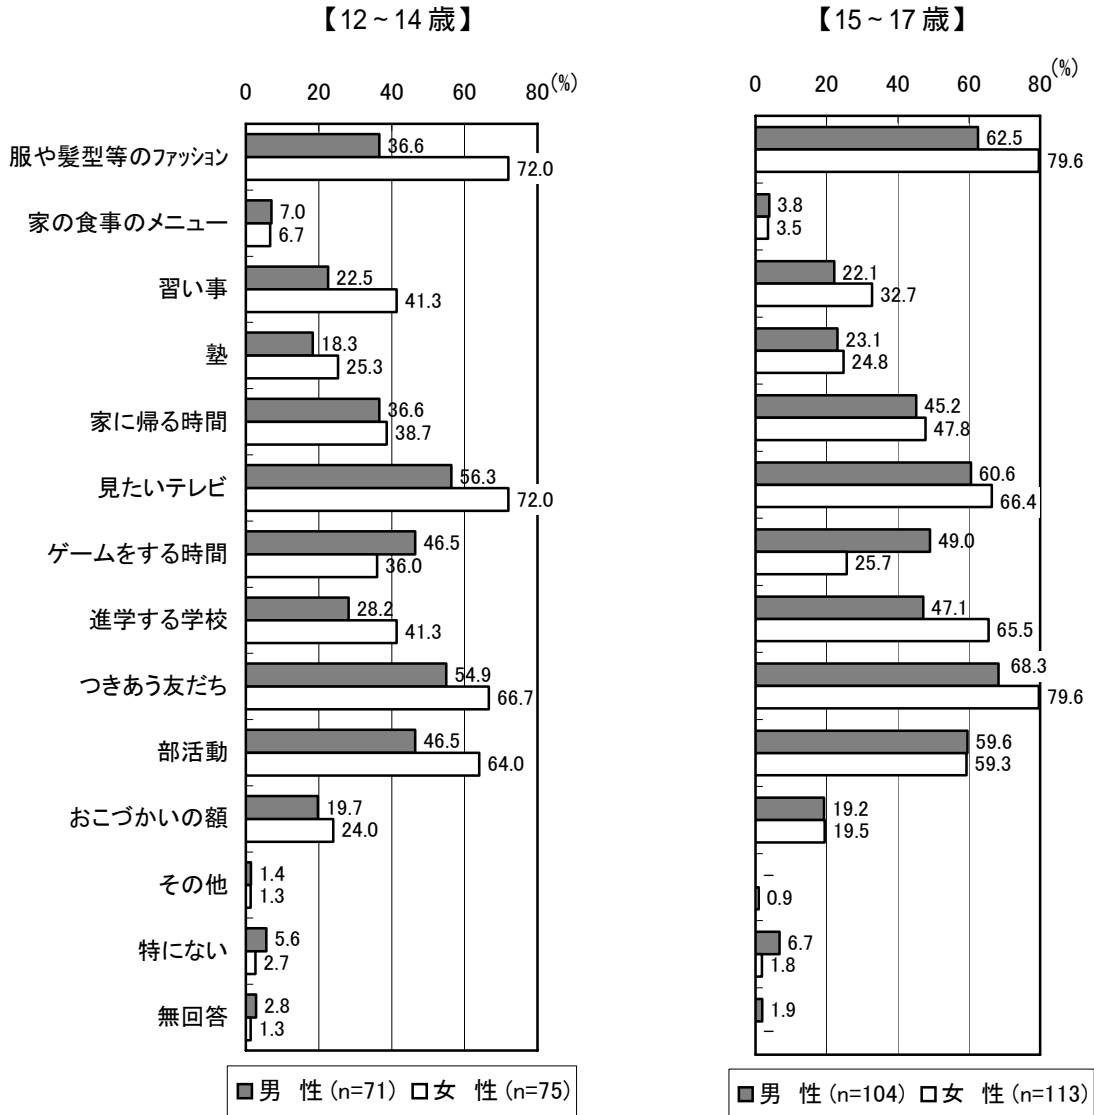 【12～14歳】
【15～17歳】
0 20 40 60 80 (%)
0 20 40 60 80 (%)
服や髪型等のファッション 36.6 72.0 62.5 79.6
家の食事のメニュー 7.0 6.7 3.8 3.5
習い事 22.5 41.3 22.1 32.7
塾 18.3 25.3 23.1 24.8
家に帰る時間 36.6 38.7 45.2 47.8
見たいテレビ 56.3 72.0 60.6 66.4
ゲームをする時間 46.5 36.0 49.0 25.7
進学する学校 28.2 41.3 47.1 65.5
つきあう友だち 54.9 66.7 68.3 79.6
部活動 46.5 64.0 59.6 59.3
おこづかいの額 19.7 24.0 19.2 19.5
その他 1.4 1.3 – 0.9
特にない 5.6 2.7 6.7 1.8
無回答 2.8 1.3 1.9 –
男 性 (n=71) 女 性 (n=75)
男 性 (n=104) 女 性 (n=113)